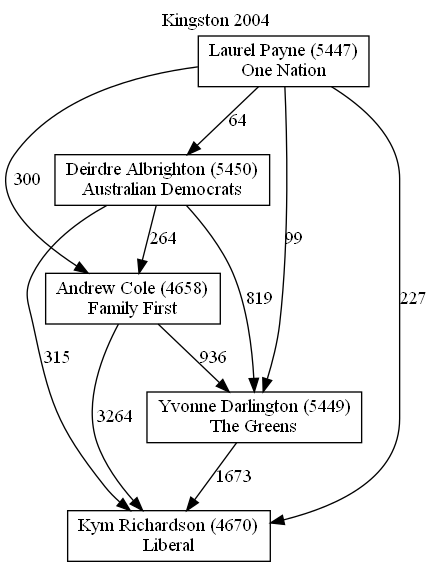 Kingston 2004
Laurel Payne (5447)
One Nation
64
Deirdre Albrighton (5450)
Australian Democrats
300
264
99
227
819
Andrew Cole (4658)
Family First
315
936
3264
Yvonne Darlington (5449)
The Greens
1673
Kym Richardson (4670)
Liberal